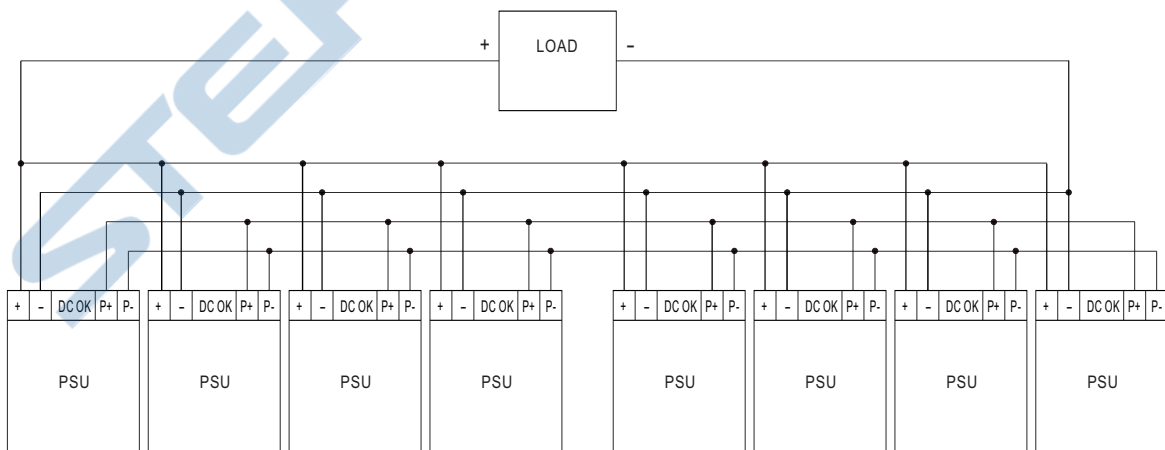 + LOAD –
+ – DC OK P+ P- + – DC OK P+ P- + – DC OK P+ P- + – DC OK P+ P- + – DC OK P+ P- + – DC OK P+ P- + – DC OK P+ P- + – DC OK P+ P-
PSU PSU PSU PSU PSU PSU PSU PSU